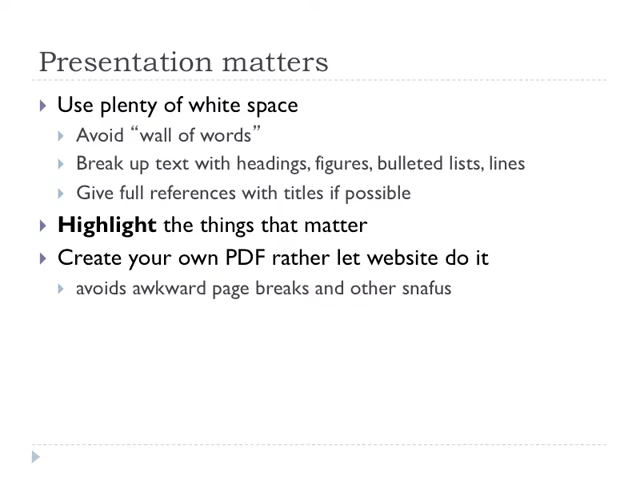 Presentation matters
Use plenty of white space
Avoid “wall of words”
Break up text with headings, figures, bulleted lists, lines
Give full references with titles if possible
Highlight the things that matter
Create your own PDF rather let website do it
avoids awkward page breaks and other snafus